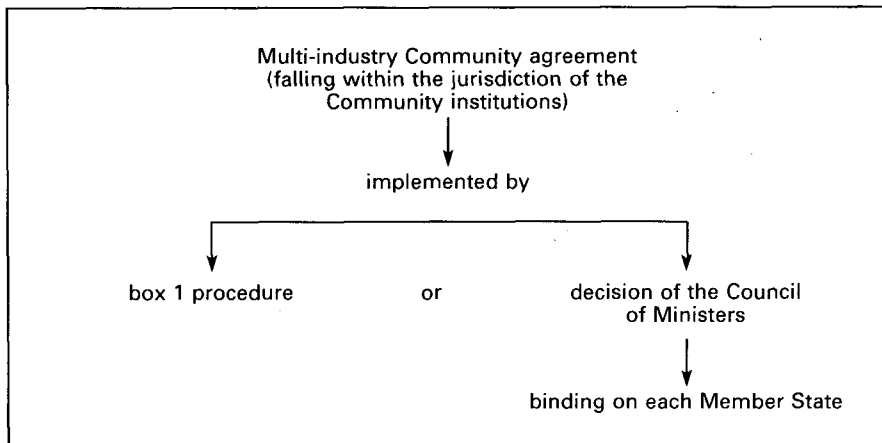 Multi-industry Community agreement
(falling within the jurisdiction of the
Community institutions)
implemented by
box 1 procedure or decision of the Council
of Ministers
binding on each Member State